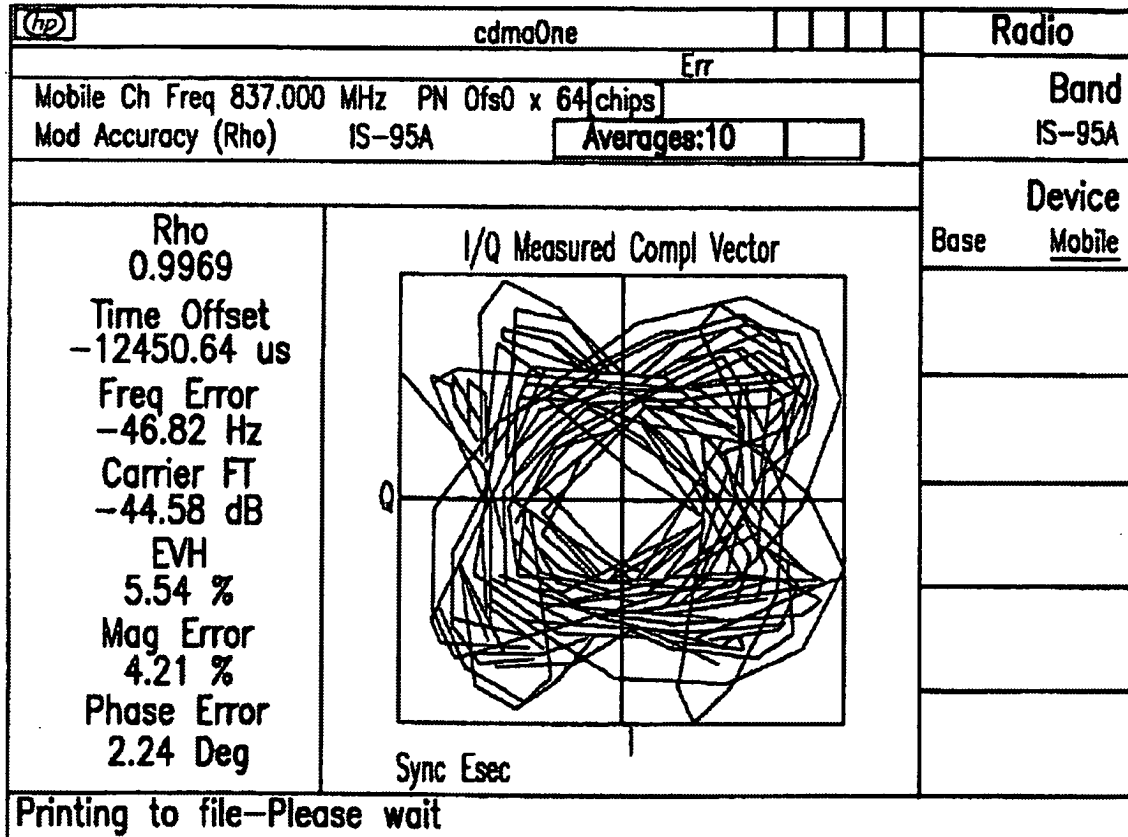 hp
cdmaOne
Radio
Err
Mobile Ch Freq 837.000 MHz PN Ofs0 x 64 chips
Mod Accuracy (Rho) IS-95A Averages:10
Band
IS-95A
Device
Base Mobile
Rho
0.9969
Time Offset
-12450.64 us
Freq Error
-46.82 Hz
Carrier FT
-44.58 dB
EVH
5.54 %
Mag Error
4.21 %
Phase Error
2.24 Deg
I/Q Measured Compl Vector
Q
I
Sync Esec
Printing to file-Please wait